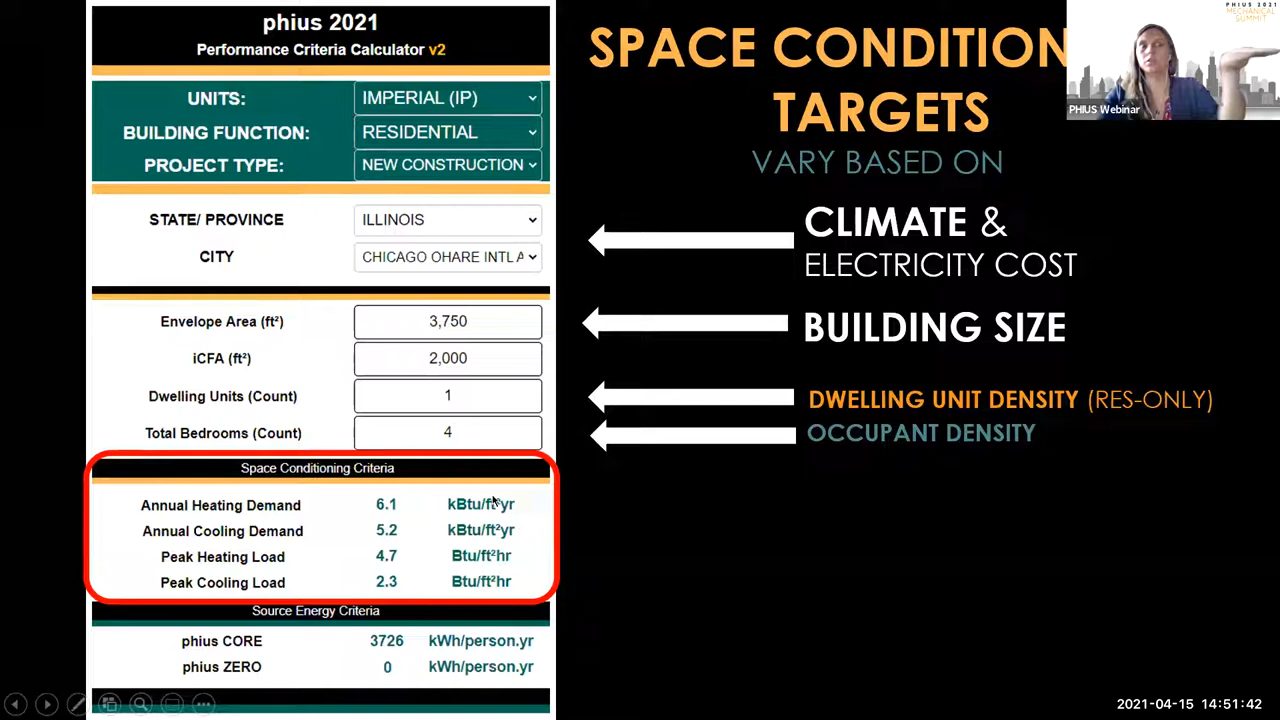 phius 2021
Performance Criteria Calculator v2
UNITS: IMPERIAL (IP)
BUILDING FUNCTION: RESIDENTIAL
PROJECT TYPE: NEW CONSTRUCTION
STATE/ PROVINCE ILLINOIS
CITY CHICAGO OHARE INTL A
Envelope Area (ft²) 3,750
iCFA (ft²) 2,000
Dwelling Units (Count) 1
Total Bedrooms (Count) 4
Space Conditioning Criteria
Annual Heating Demand 6.1 kBtu/ft²yr
Annual Cooling Demand 5.2 kBtu/ft²yr
Peak Heating Load 4.7 Btu/ft²hr
Peak Cooling Load 2.3 Btu/ft²hr
Source Energy Criteria
phius CORE 3726 kWh/person.yr
phius ZERO 0 kWh/person.yr
SPACE CONDITION
TARGETS
VARY BASED ON
CLIMATE &
ELECTRICITY COST
BUILDING SIZE
DWELLING UNIT DENSITY (RES-ONLY)
OCCUPANT DENSITY
PHIUS 2021
MECHANICAL
SUMMIT
PHIUS Webinar
2021-04-15 14:51:42